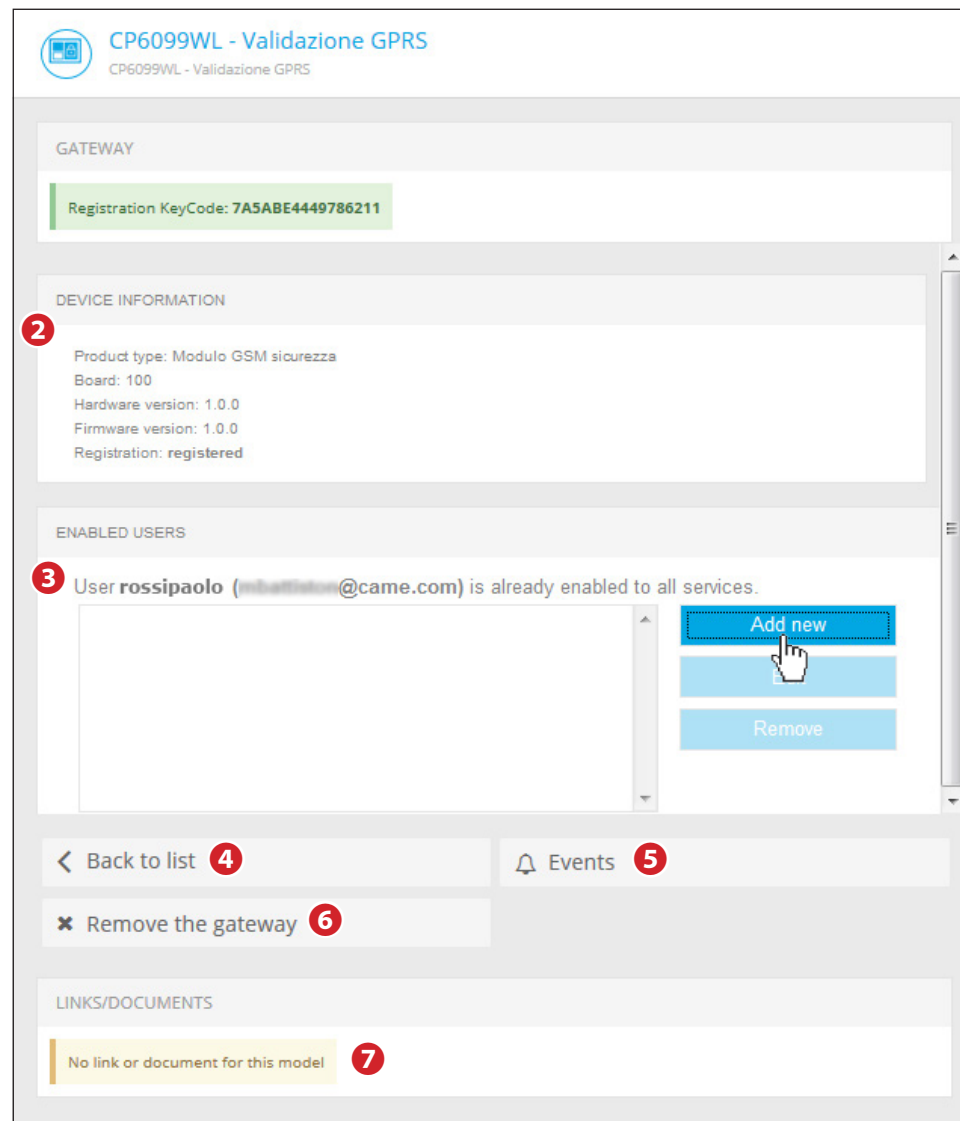 CP6099WL - Validazione GPRS
CP6099WL - Validazione GPRS
GATEWAY
Registration KeyCode: 7A5ABE4449786211
DEVICE INFORMATION
2
Product type: Modulo GSM sicurezza
Board: 100
Hardware version: 1.0.0
Firmware version: 1.0.0
Registration: registered
ENABLED USERS
3
User rossipaolo (@came.com) is already enabled to all services.
Add new
Remove
Back to list 4
Events 5
Remove the gateway 6
LINKS/DOCUMENTS
No link or document for this model 7